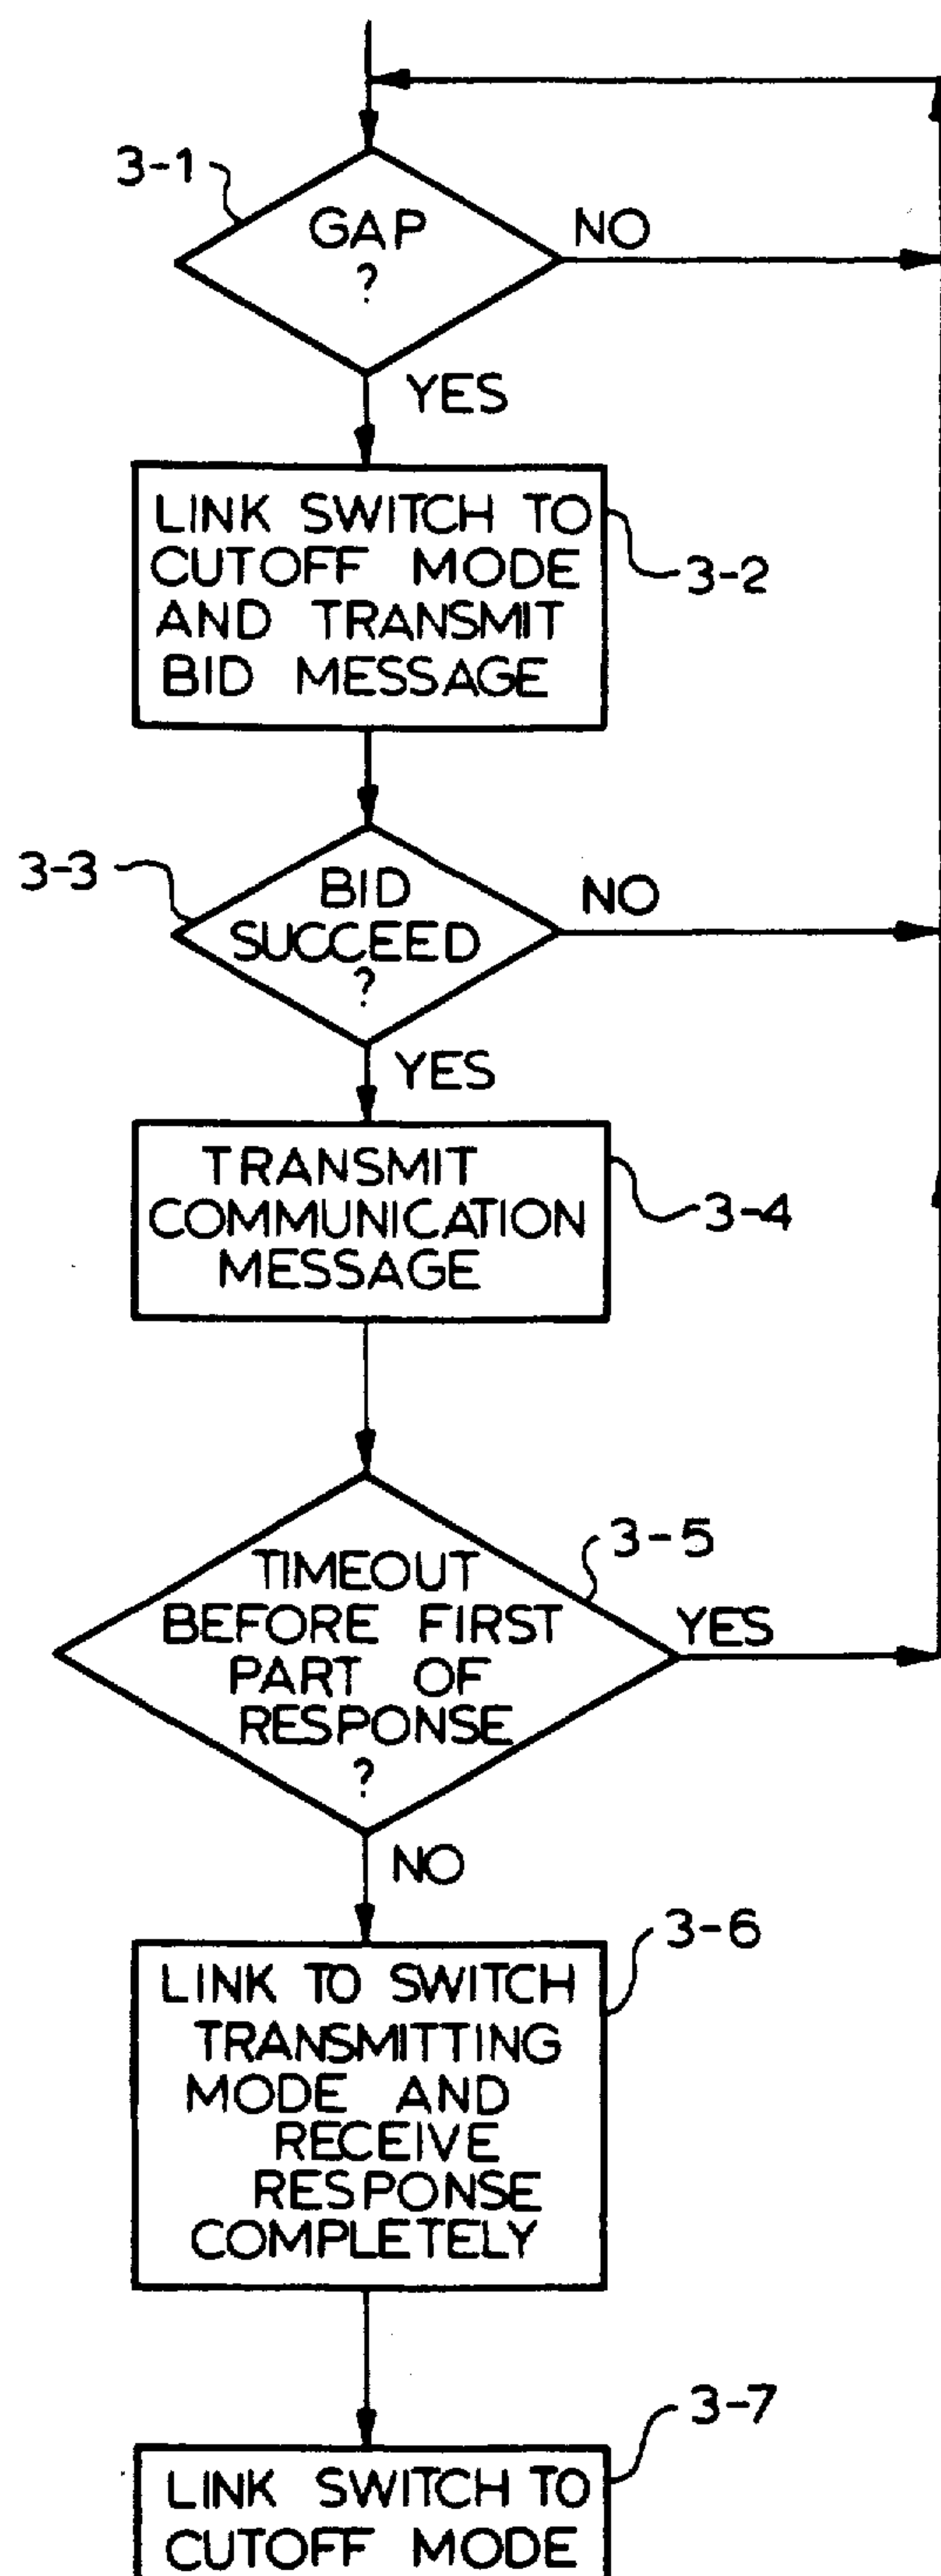 3-1
GAP
?
NO
YES
LINK SWITCH TO
CUTOFF MODE
AND TRANSMIT
BID MESSAGE
3-2
3-3
BID
SUCCEED
?
NO
YES
TRANSMIT
COMMUNICATION
MESSAGE
3-4
3-5
TIMEOUT
BEFORE FIRST
PART OF
RESPONSE
?
YES
NO
3-6
LINK TO SWITCH
TRANSMITTING
MODE AND
RECEIVE
RESPONSE
COMPLETELY
3-7
LINK SWITCH TO
CUTOFF MODE